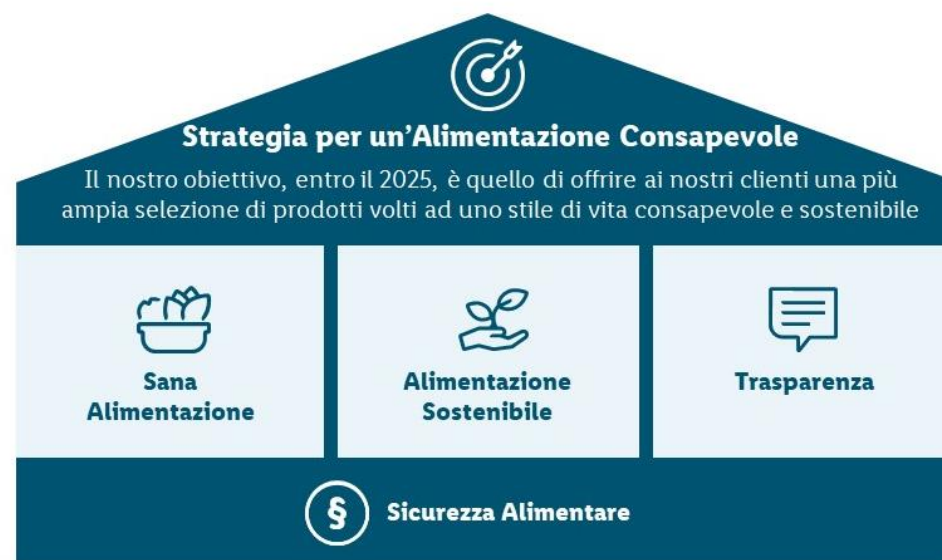 Strategia per un’Alimentazione Consapevole
Il nostro obiettivo, entro il 2025, è quello di offrire ai nostri clienti una più
ampia selezione di prodotti volti ad uno stile di vita consapevole e sostenibile
Sana
Alimentazione
Alimentazione
Sostenibile
Trasparenza
§ Sicurezza Alimentare